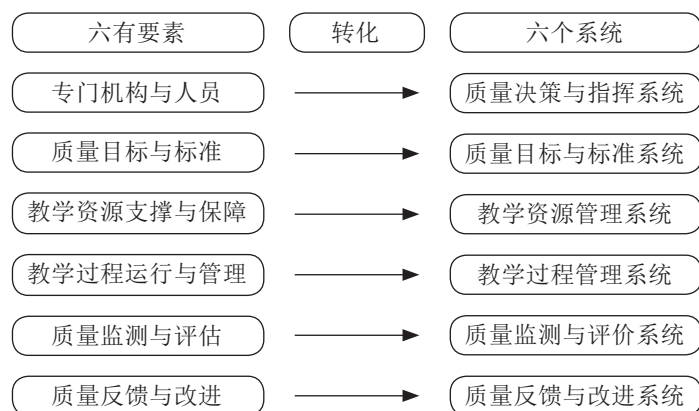 六有要素 转化 六个系统
专门机构与人员 质量决策与指挥系统
质量目标与标准 质量目标与标准系统
教学资源支撑与保障 教学资源管理系统
教学过程运行与管理 教学过程管理系统
质量监测与评估 质量监测与评价系统
质量反馈与改进 质量反馈与改进系统